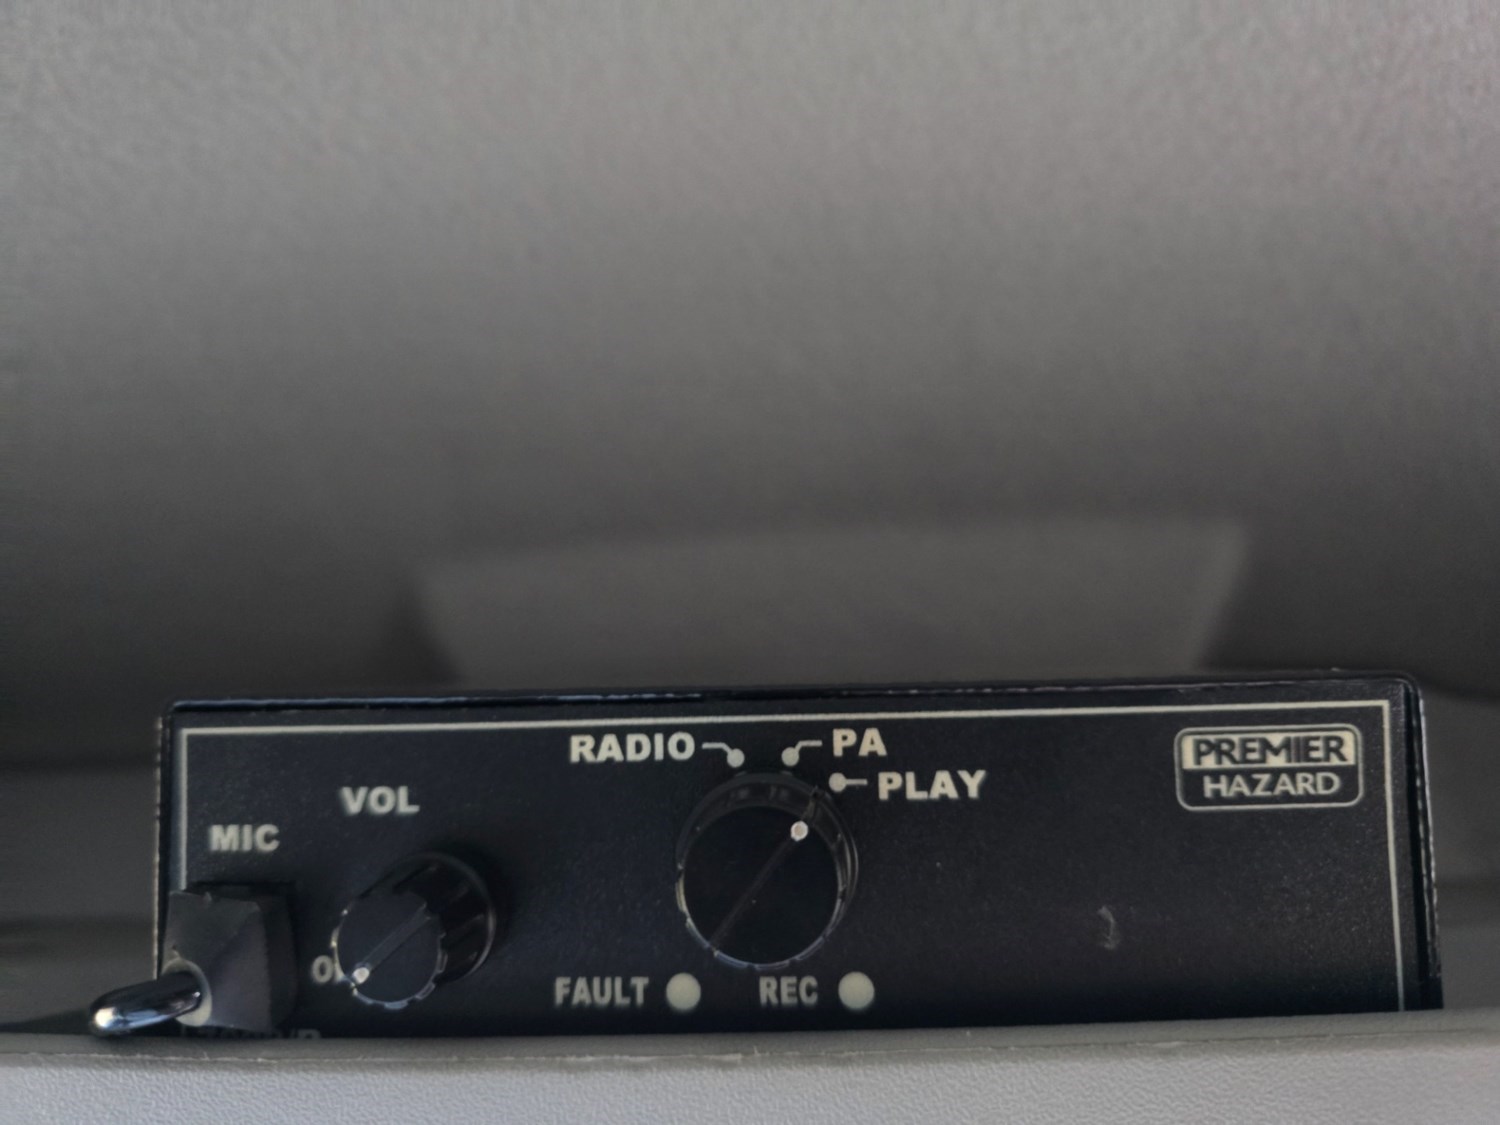 RADIO
PA
PLAY
PREMIER
HAZARD
VOL
MIC
FAULT
REC